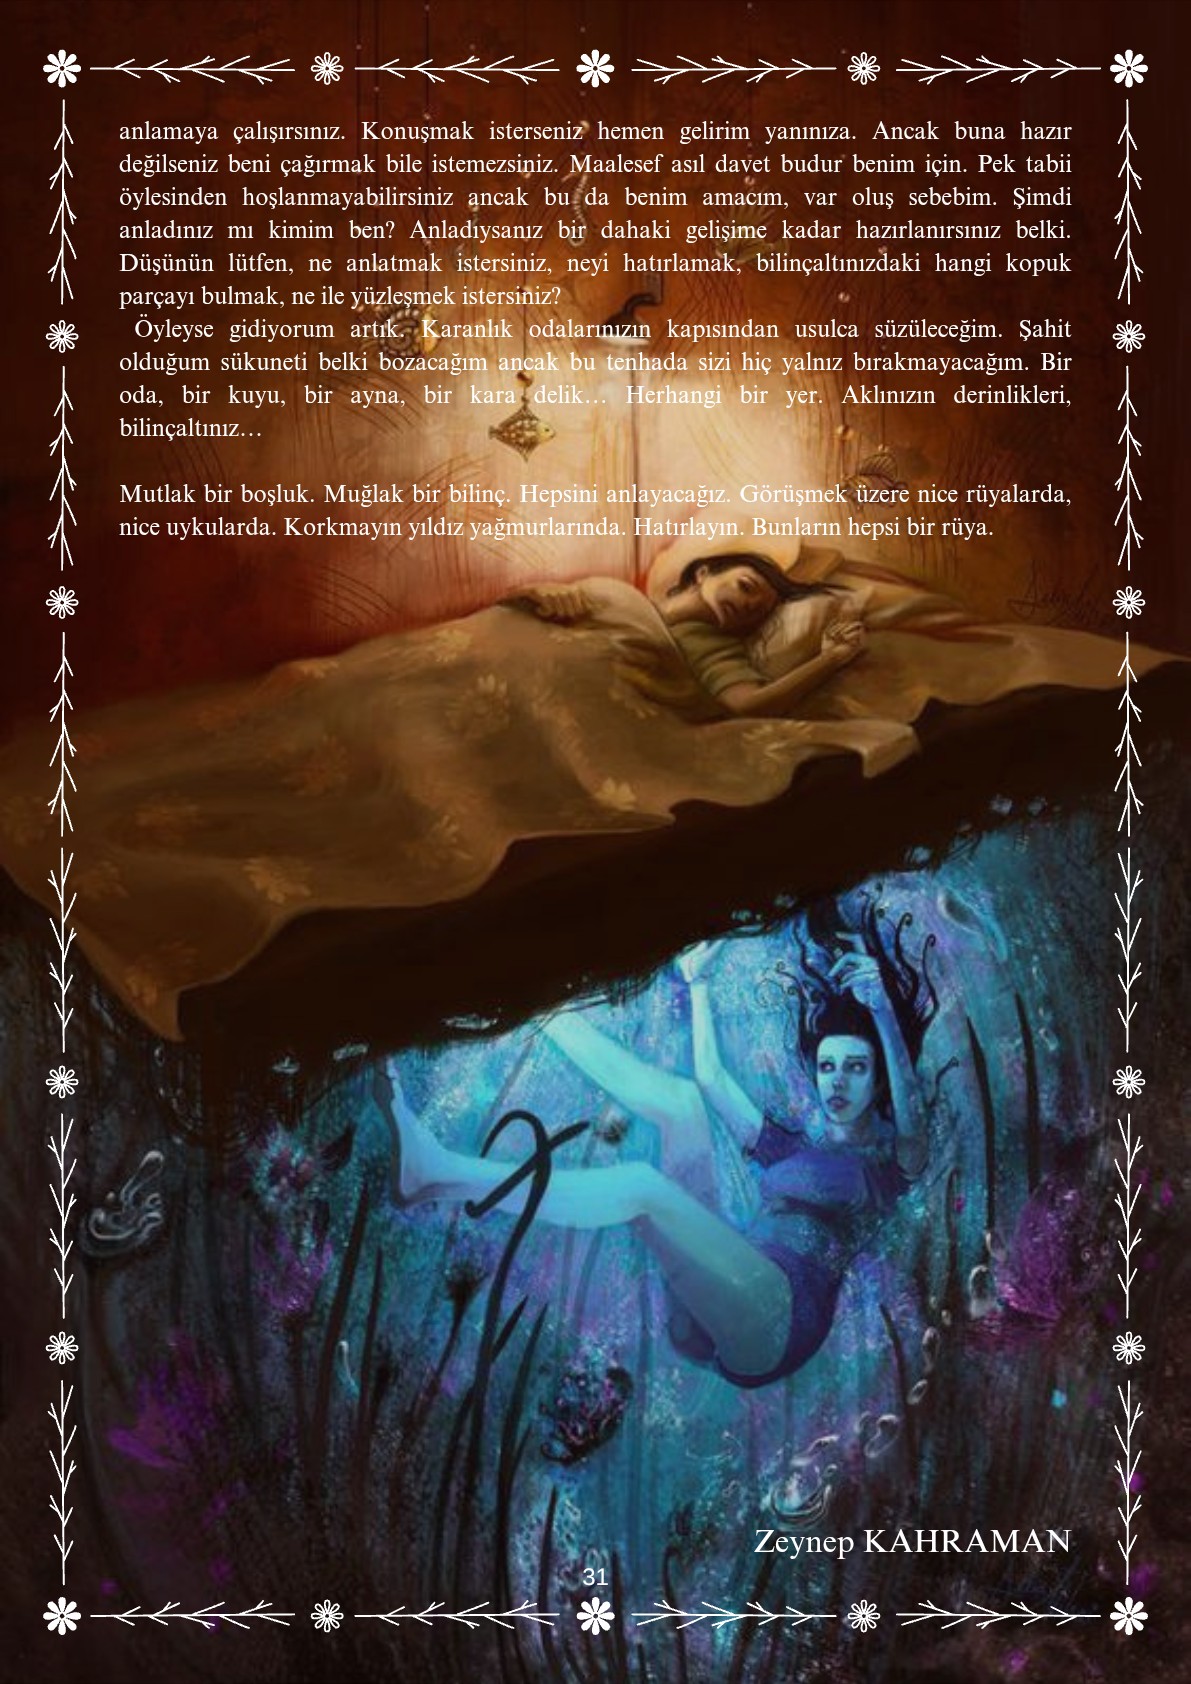 anlamaya çalışırsınız. Konuşmak isterseniz hemen gelirim yanınıza. Ancak buna hazır
değilseniz beni çağırmak bile istemezsiniz. Maalesef asıl davet budur benim için. Pek tabii
öylesinden hoşlanmayabilirsiniz ancak bu da benim amacım, var oluş sebebim. Şimdi
anladınız mı kimim ben? Anladıysanız bir dahaki gelişime kadar hazırlanırsınız belki.
Düşünün lütfen, ne anlatmak istersiniz, neyi hatırlamak, bilinçaltınızdaki hangi kopuk
parçayı bulmak, ne ile yüzleşmek istersiniz?
Öyleyse gidiyorum artık. Karanlık odalarınızın kapısından usulca süzüleceğim. Şahit
olduğum sükuneti belki bozacağım ancak bu tenhada sizi hiç yalnız bırakmayacağım. Bir
oda, bir kuyu, bir ayna, bir kara delik… Herhangi bir yer. Aklınızın derinlikleri,
bilinçaltınız…
Mutlak bir boşluk. Muğlak bir bilinç. Hepsini anlayacağız. Görüşmek üzere nice rüyalarda,
nice uykularda. Korkmayın yıldız yağmurlarında. Hatırlayın. Bunların hepsi bir rüya.
Zeynep KAHRAMAN
31